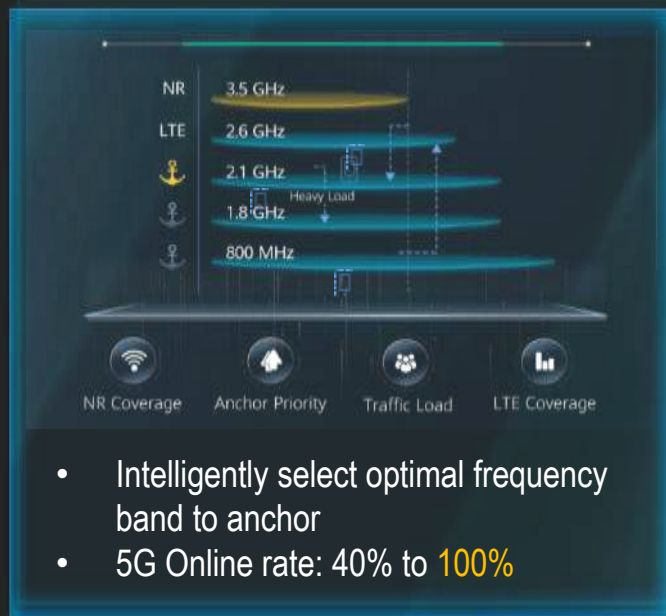 NR 3.5 GHz
LTE 2.6 GHz
2.1 GHz
Heavy Load
1.8 GHz
800 MHz
NR Coverage Anchor Priority Traffic Load LTE Coverage
• Intelligently select optimal frequency
band to anchor
• 5G Online rate: 40% to 100%